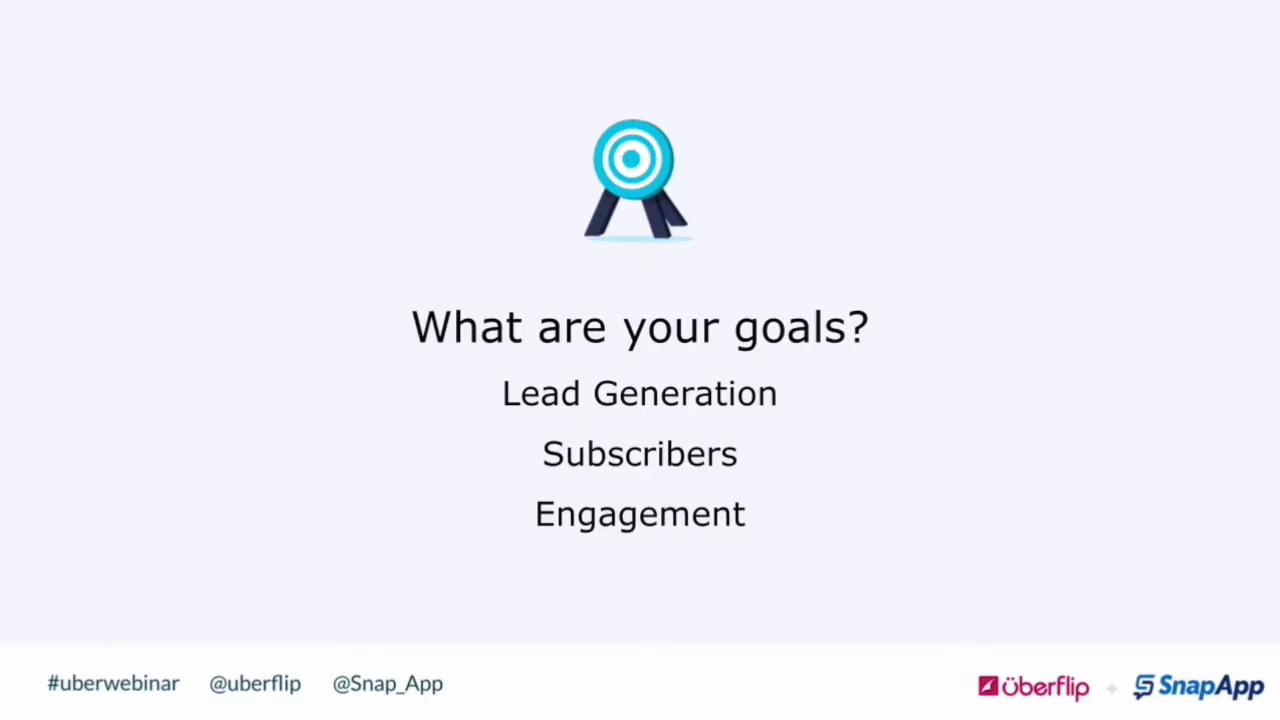 What are your goals?
Lead Generation
Subscribers
Engagement
#uberwebinar @uberflip @Snap_App
überflip + SnapApp